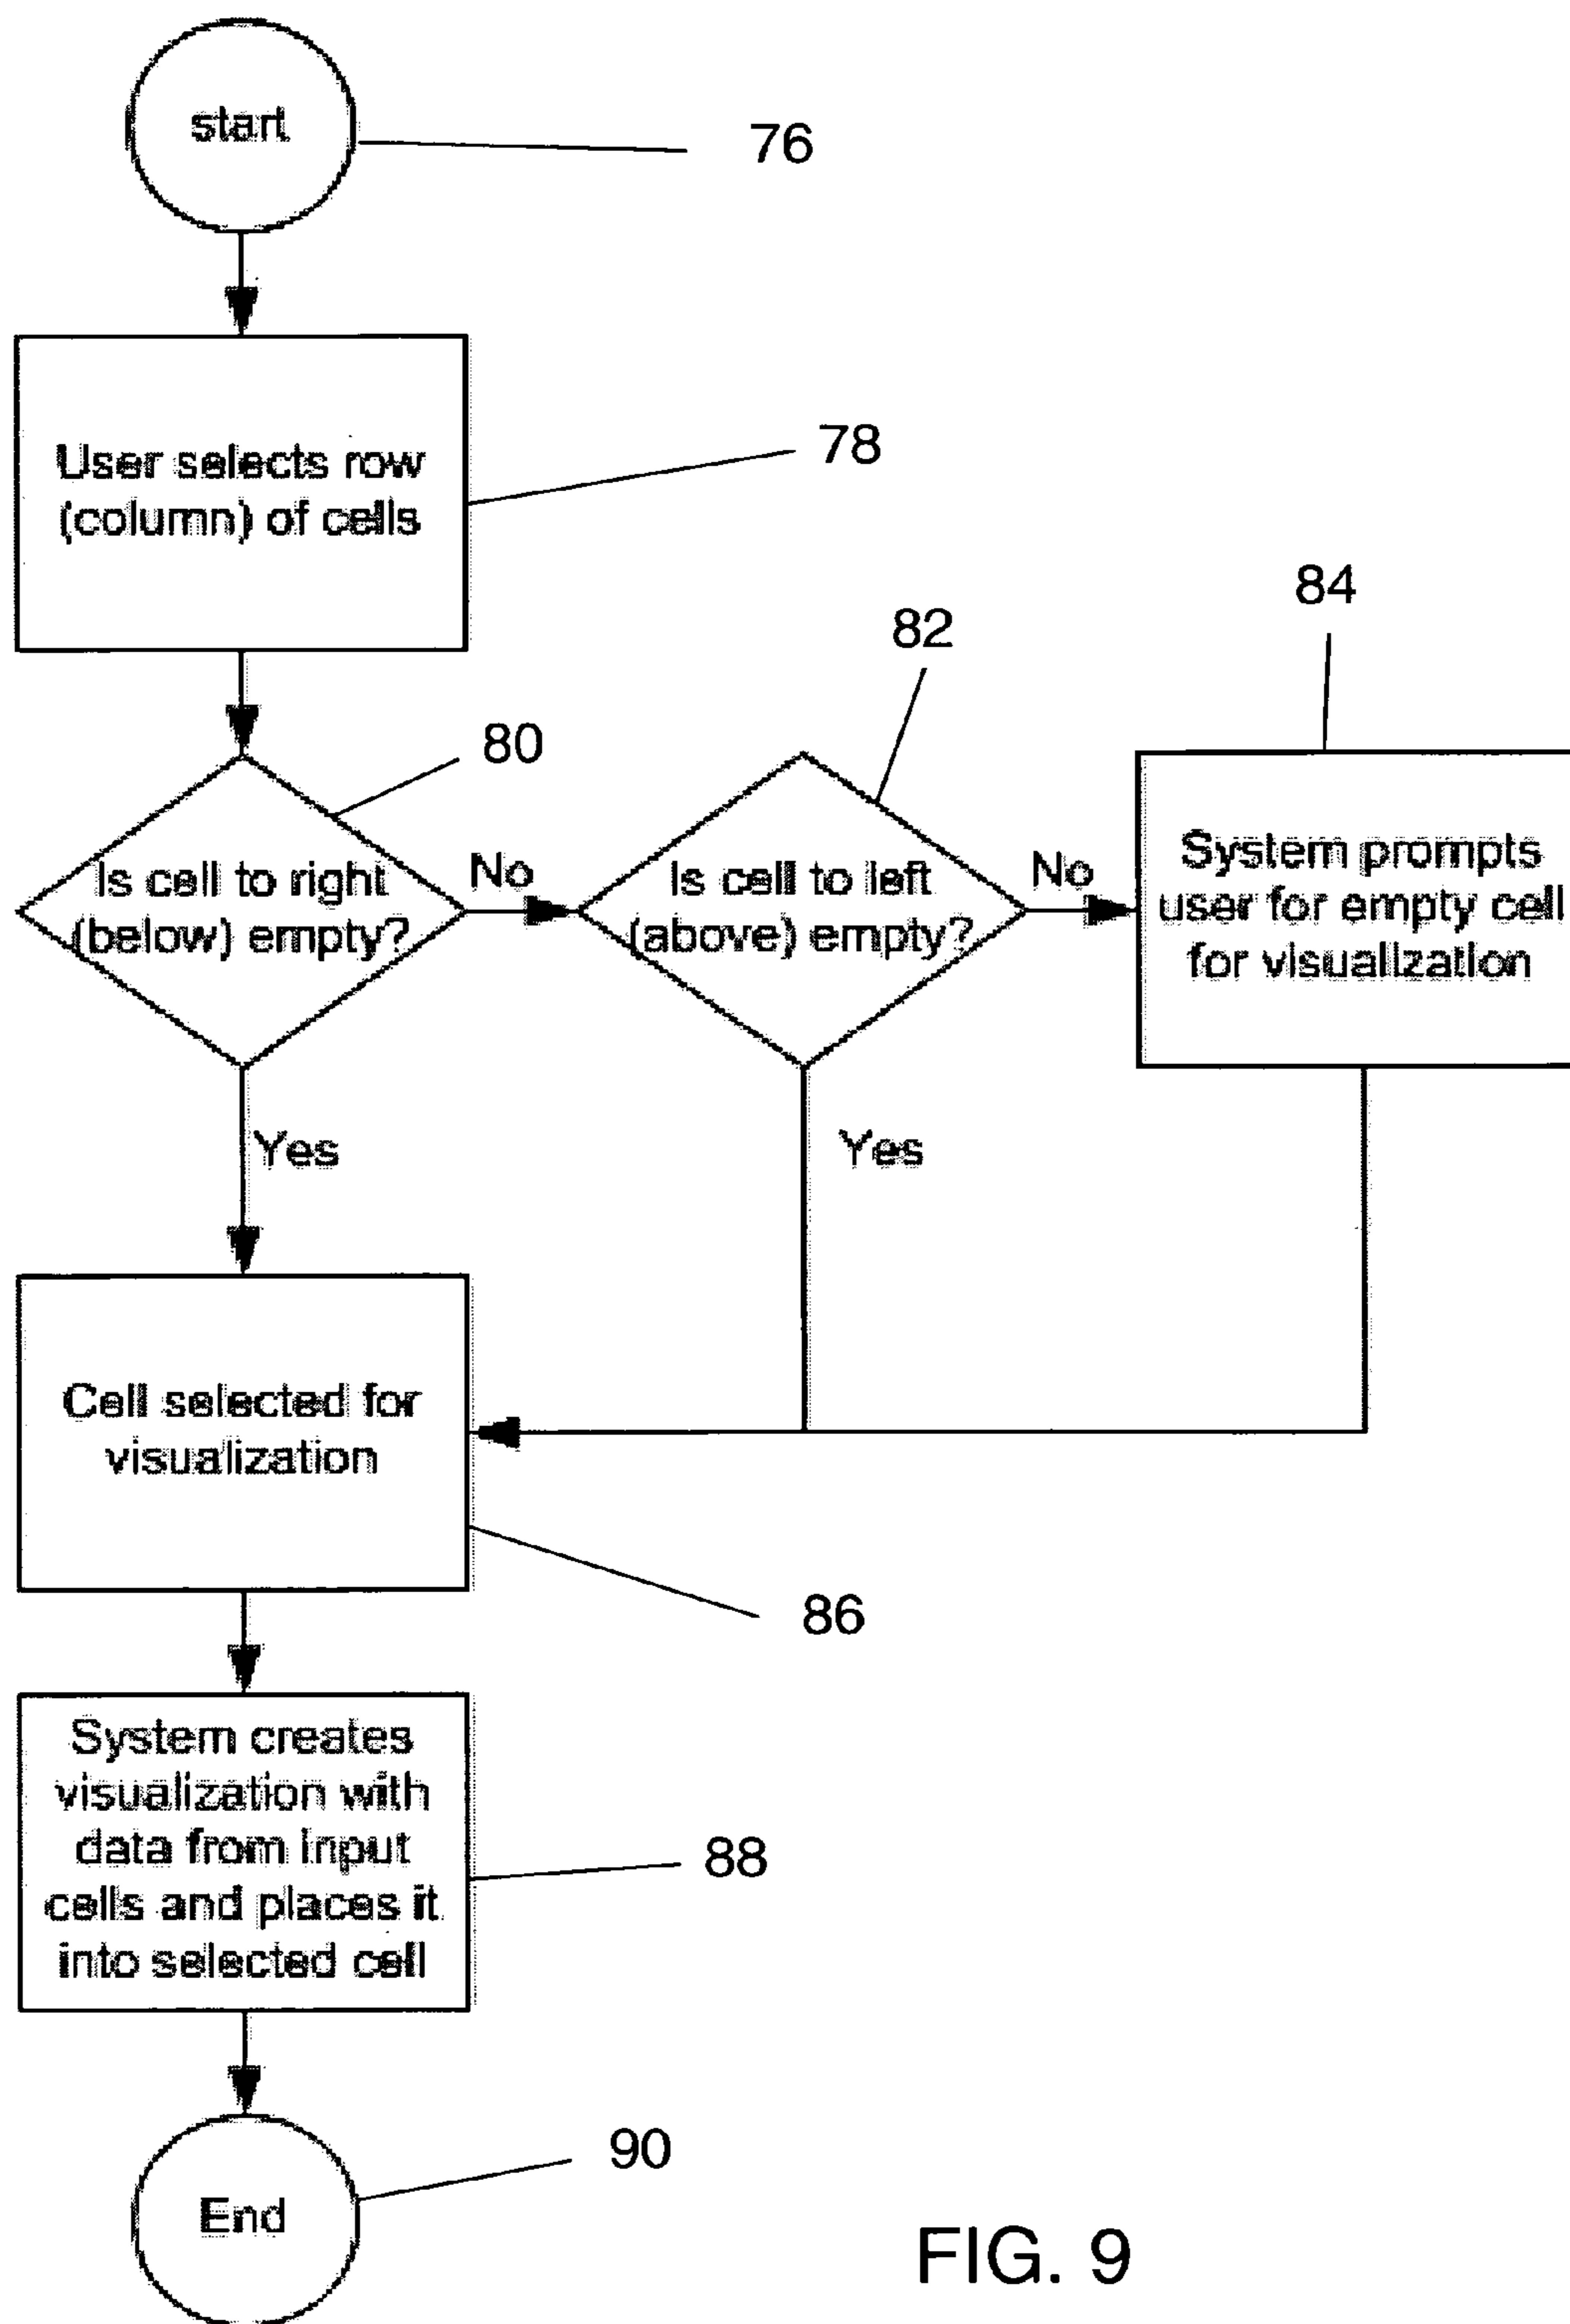 start
76
User selects row
(column) of cells
78
80
82
84
Is cell to right
(below) empty?
No
Is cell to left
(above) empty?
No
System prompts
user for empty cell
for visualization
Yes
Yes
Cell selected for
visualization
86
System creates
visualization with
data from input
cells and places it
into selected cell
88
End
90
FIG. 9